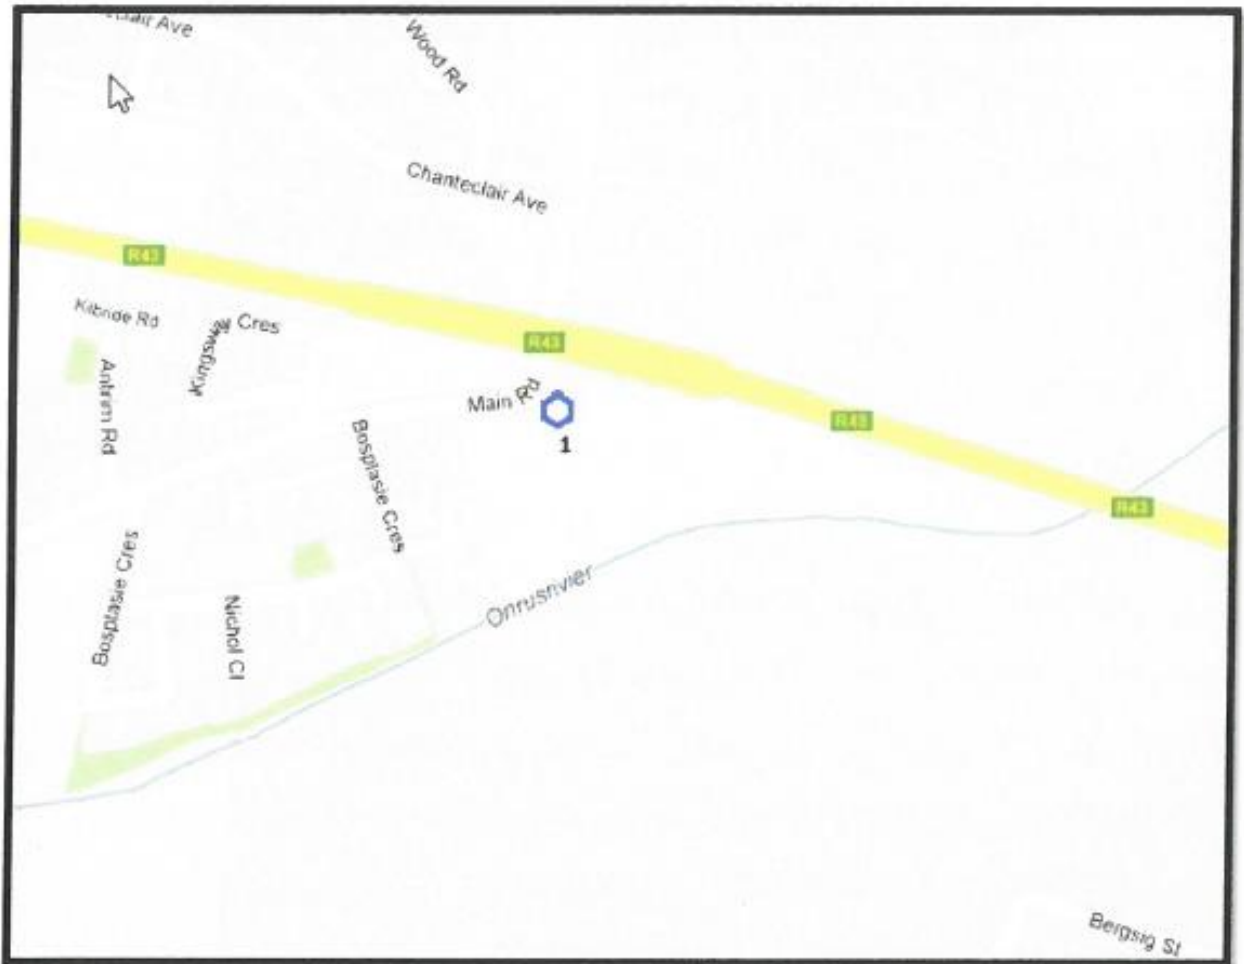 Ave
Wood Rd
Chanteclair Ave
R43
Kilbride Rd
Kingsway Cres
R43
Antrim Rd
Main Rd
1
R43
Bosplasie Cres
R43
Bosplasie Cres
Onrusrivier
Nichol Cl
Bergsig St